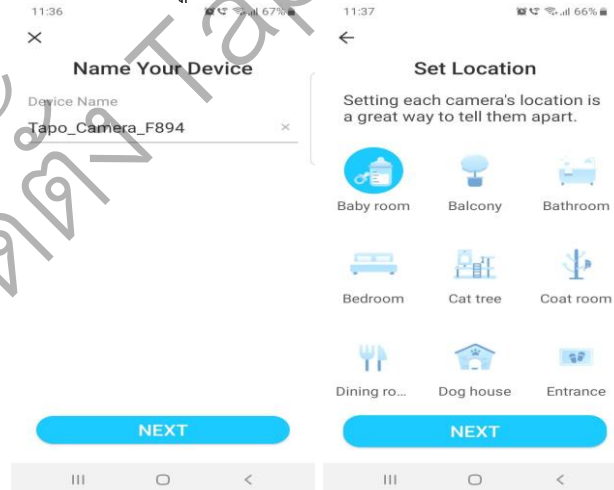 11:36
67%
Name Your Device
Device Name
Tapo_Camera_F894
NEXT
11:37
66%
Set Location
Setting each camera's location is
a great way to tell them apart.
Baby room
Balcony
Bathroom
Bedroom
Cat tree
Coat room
Dining ro...
Dog house
Entrance
NEXT